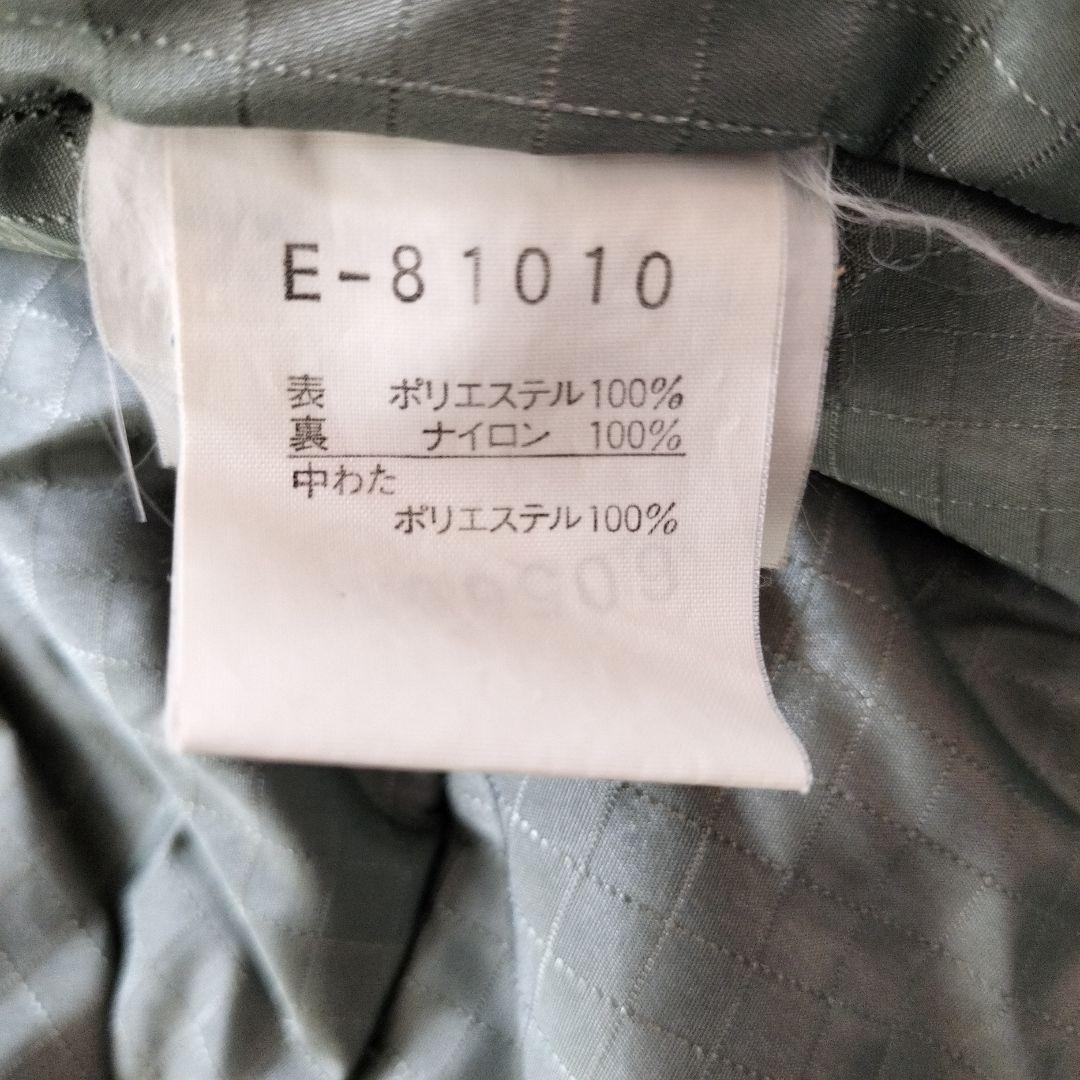 E-81010
表 ポリエステル100%
裏 ナイロン 100%
中わた
ポリエステル100%